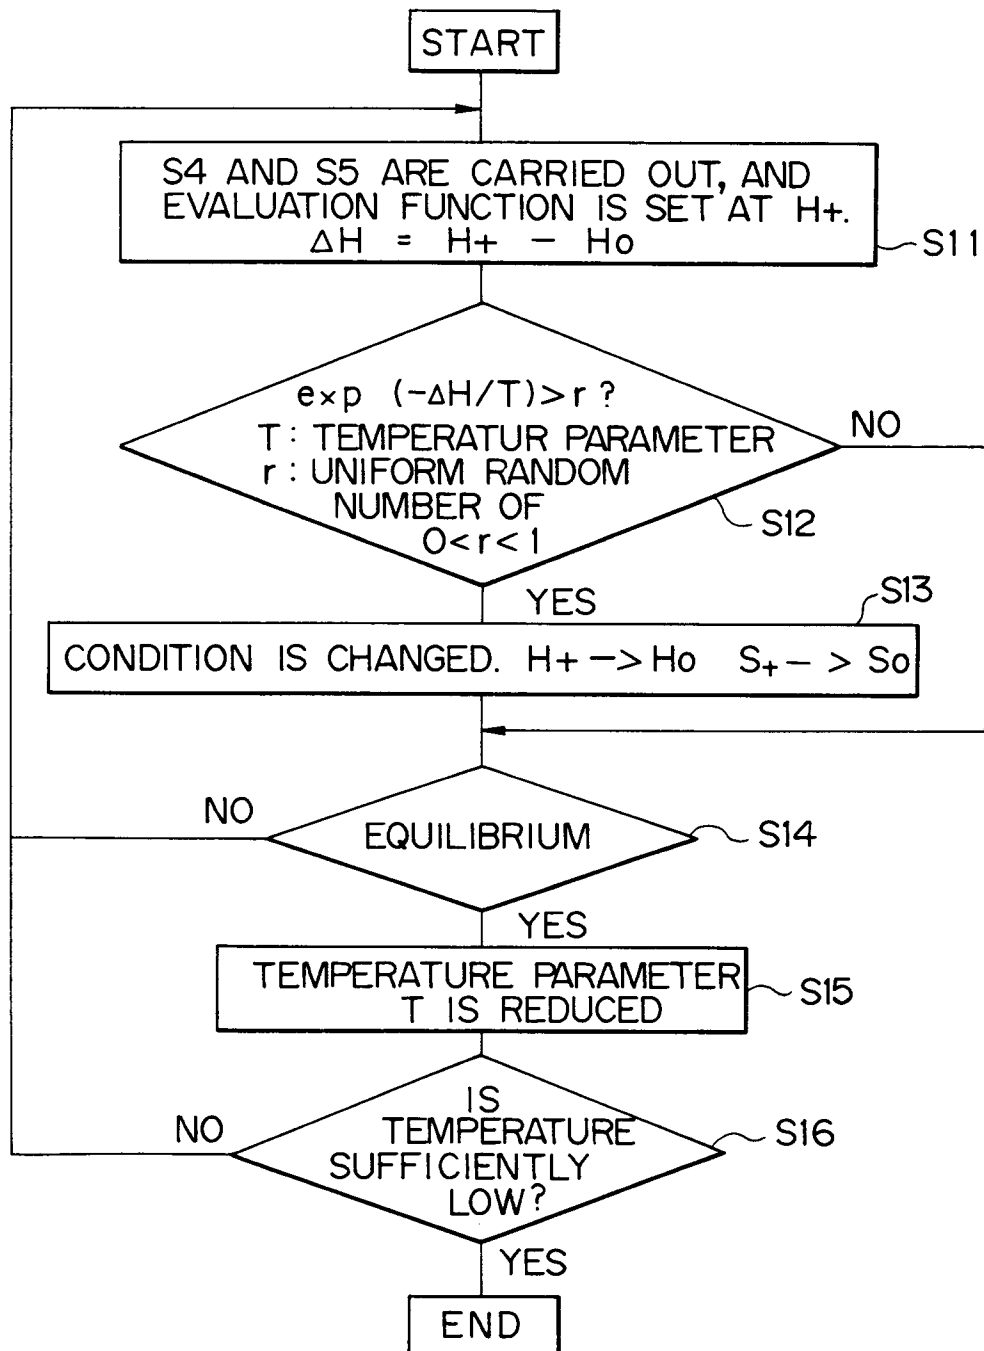 START
S4 AND S5 ARE CARRIED OUT, AND
EVALUATION FUNCTION IS SET AT H+.
ΔH = H+ - Ho
S11
exp (-ΔH/T)>r?
T: TEMPERATUR PARAMETER
r: UNIFORM RANDOM
NUMBER OF
0<r<1
NO
S12
YES
S13
CONDITION IS CHANGED. H+ -> Ho S+ - > So
NO
EQUILIBRIUM
S14
YES
TEMPERATURE PARAMETER
T IS REDUCED
S15
NO
IS
TEMPERATURE
SUFFICIENTLY
LOW?
S16
YES
END